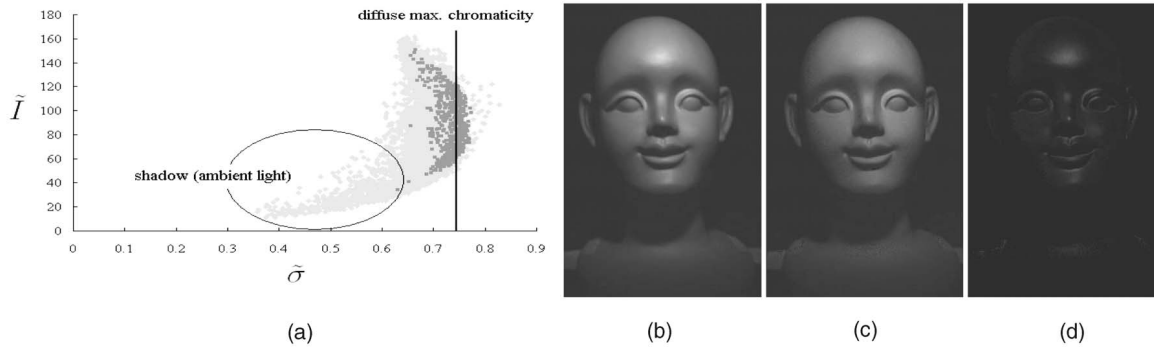 180
160
140
120
100
80
60
40
20
0
Ĩ
diffuse max. chromaticity
shadow (ambient light)
0 0.1 0.2 0.3 0.4 0.5 0.6 0.7 0.8 0.9
σ̃
(a) (b) (c) (d)